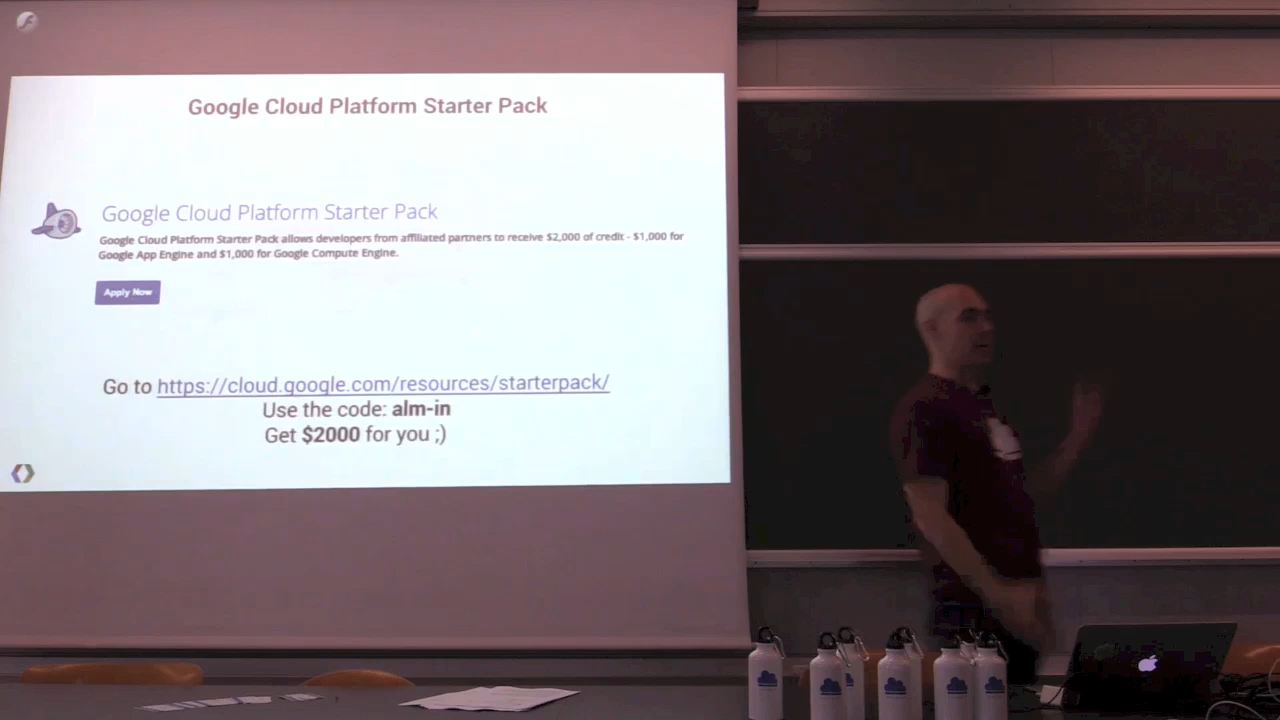 Google Cloud Platform Starter Pack
Google Cloud Platform Starter Pack
Google Cloud Platform Starter Pack allows developers from affiliated partners to receive $2,000 of credit - $1,000 for
Google App Engine and $1,000 for Google Compute Engine.
Apply Now
Go to https://cloud.google.com/resources/starterpack/
Use the code: alm-in
Get $2000 for you ;)